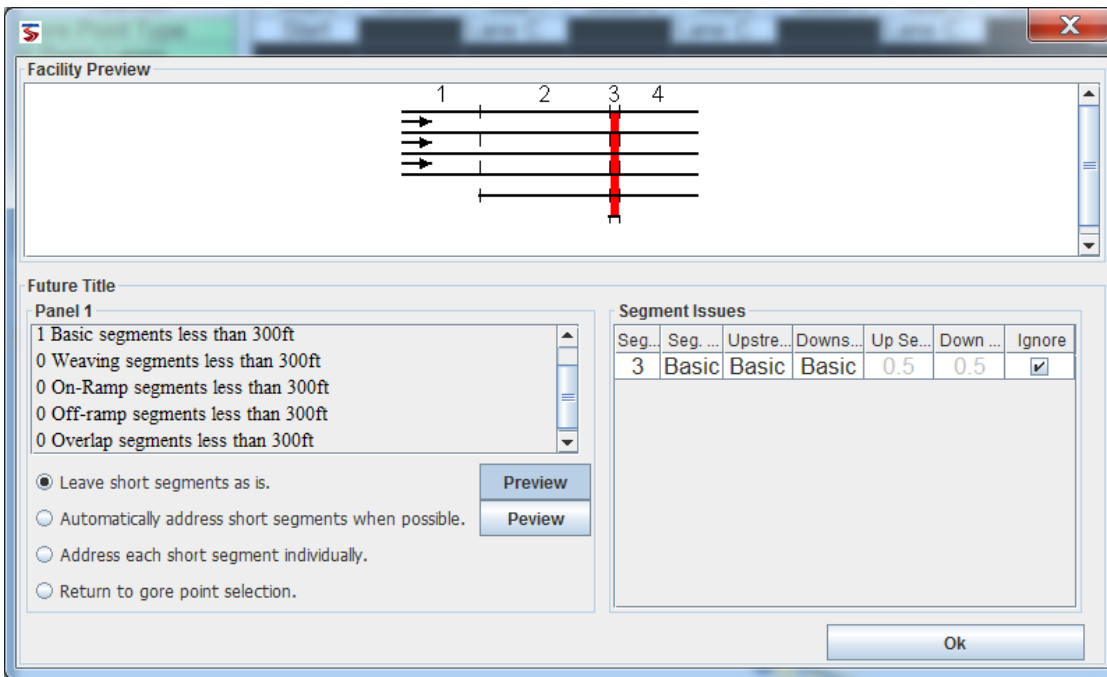 Facility Preview
1 2 3 4
Future Title
Panel 1
1 Basic segments less than 300ft
0 Weaving segments less than 300ft
0 On-Ramp segments less than 300ft
0 Off-ramp segments less than 300ft
0 Overlap segments less than 300ft
Leave short segments as is.
Preview
Automatically address short segments when possible.
Peview
Address each short segment individually.
Return to gore point selection.
Segment Issues
Seg... Seg. ... Upstre... Downs... Up Se... Down ... Ignore
3 Basic Basic Basic 0.5 0.5
Ok